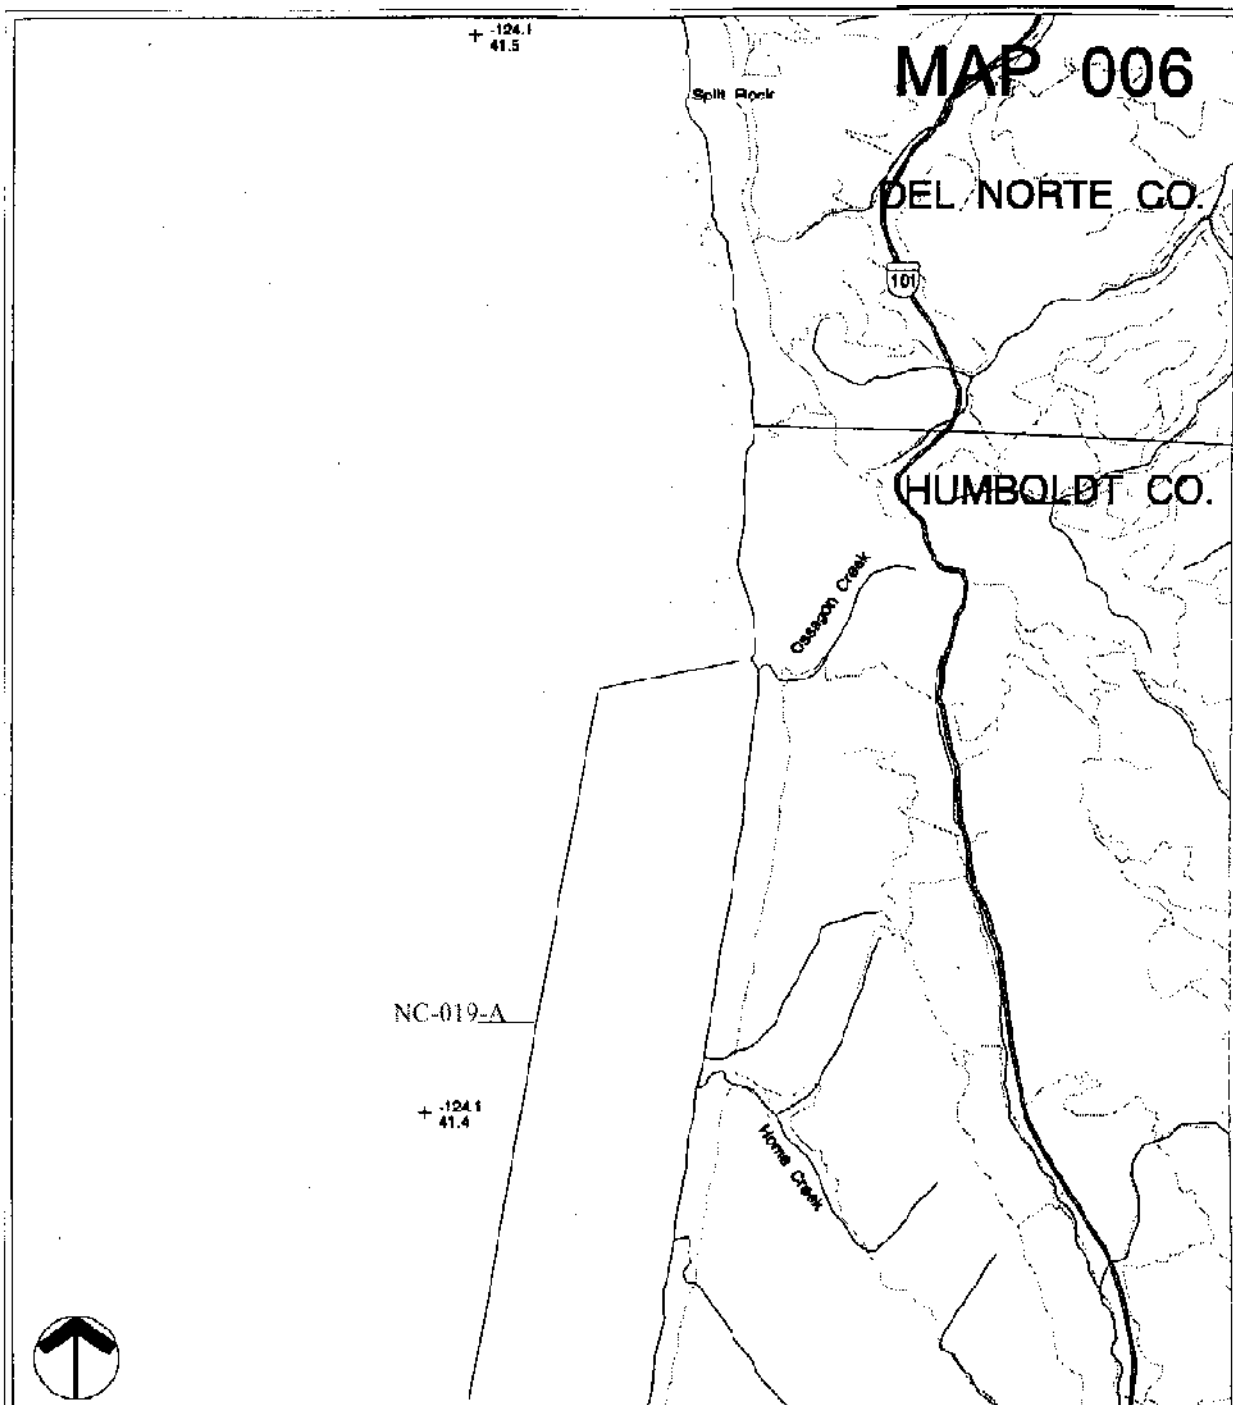 -124.1
41.5
MAP 006
Split Rock
DEL NORTE CO.
101
HUMBOLDT CO.
Ossagon Creek
NC-019-A
-124.1
41.4
Home Creek